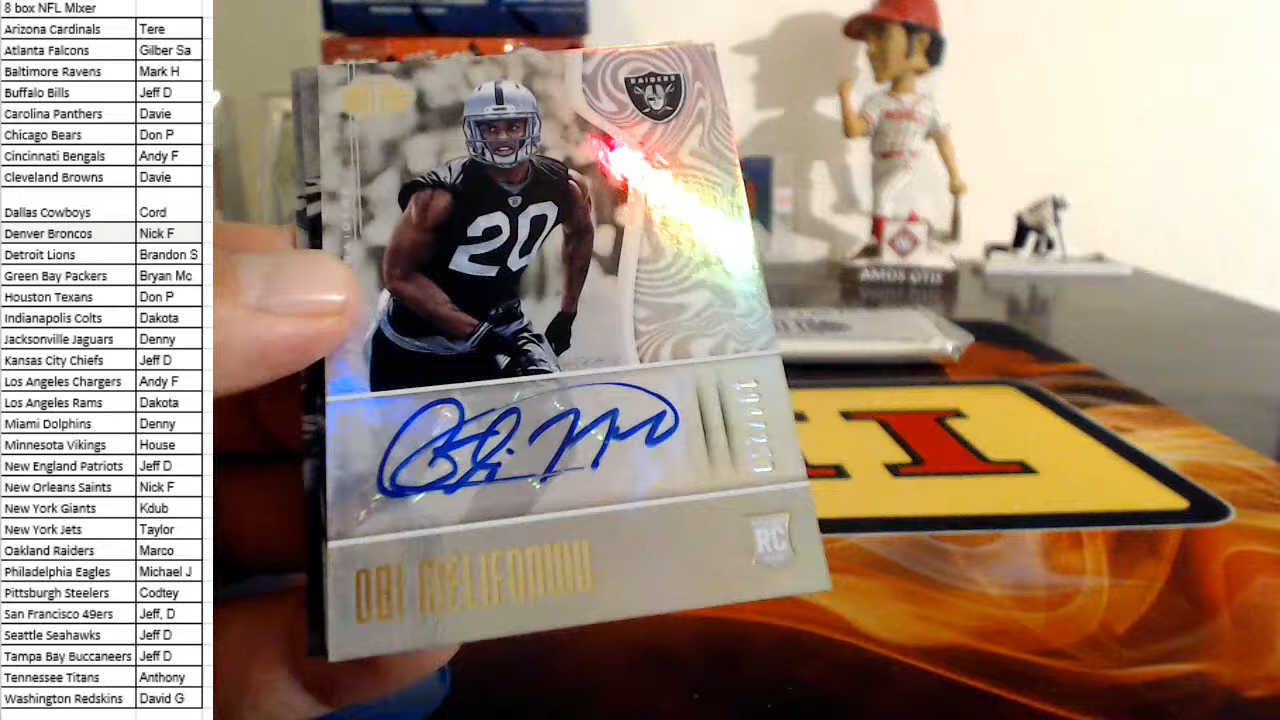 8 box NFL MIxer
Arizona Cardinals Tere
Atlanta Falcons Gilber Sa
Baltimore Ravens Mark H
Buffalo Bills Jeff D
Carolina Panthers Davie
Chicago Bears Don P
Cincinnati Bengals Andy F
Cleveland Browns Davie
Dallas Cowboys Cord
Denver Broncos Nick F
Detroit Lions Brandon S
Green Bay Packers Bryan Mc
Houston Texans Don P
Indianapolis Colts Dakota
Jacksonville Jaguars Denny
Kansas City Chiefs Jeff D
Los Angeles Chargers Andy F
Los Angeles Rams Dakota
Miami Dolphins Denny
Minnesota Vikings House
New England Patriots Jeff D
New Orleans Saints Nick F
New York Giants Kdub
New York Jets Taylor
Oakland Raiders Marco
Philadelphia Eagles Michael J
Pittsburgh Steelers Codtey
San Francisco 49ers Jeff, D
Seattle Seahawks Jeff D
Tampa Bay Buccaneers Jeff D
Tennessee Titans Anthony
Washington Redskins David G
RAIDERS
20
RC
OBI MELIFONWU
AMOS OTIS